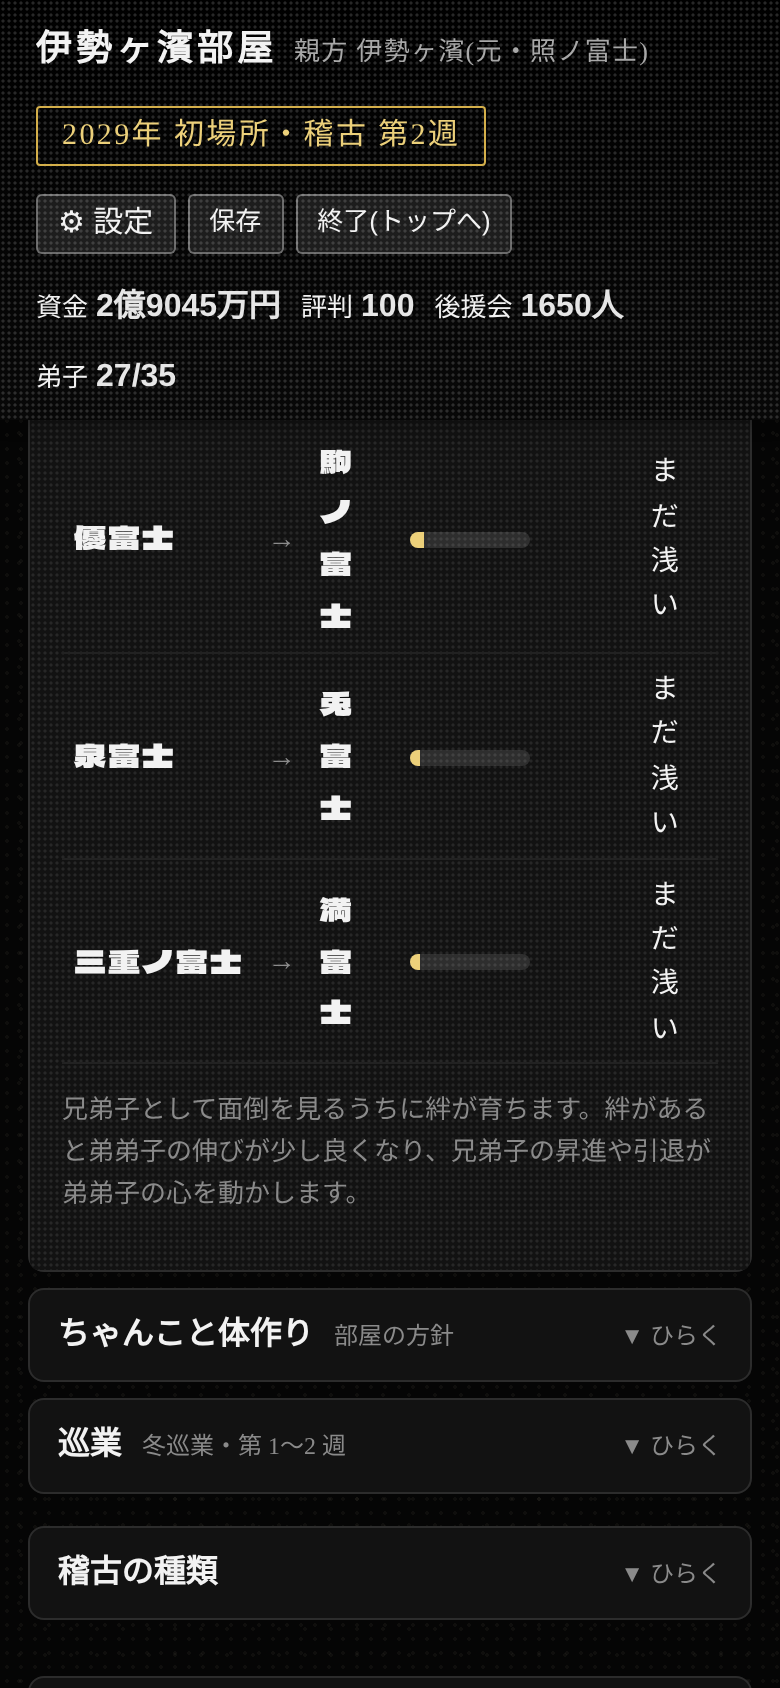 伊勢ヶ濱部屋 親方 伊勢ヶ濱(元・照ノ富士)
2029年 初場所・稽古 第2週
⚙ 設定 保存 終了(トップへ)
資金 2億9045万円 評判 100 後援会 1650人
弟子 27/35
優富士 → 駒ノ富士 まだ浅い
泉富士 → 兎富士 まだ浅い
三重ノ富士 → 満富士 まだ浅い
兄弟子として面倒を見るうちに絆が育ちます。絆がある
と弟弟子の伸びが少し良くなり、兄弟子の昇進や引退が
弟弟子の心を動かします。
ちゃんこと体作り 部屋の方針 ▼ ひらく
巡業 冬巡業・第 1〜2 週 ▼ ひらく
稽古の種類 ▼ ひらく